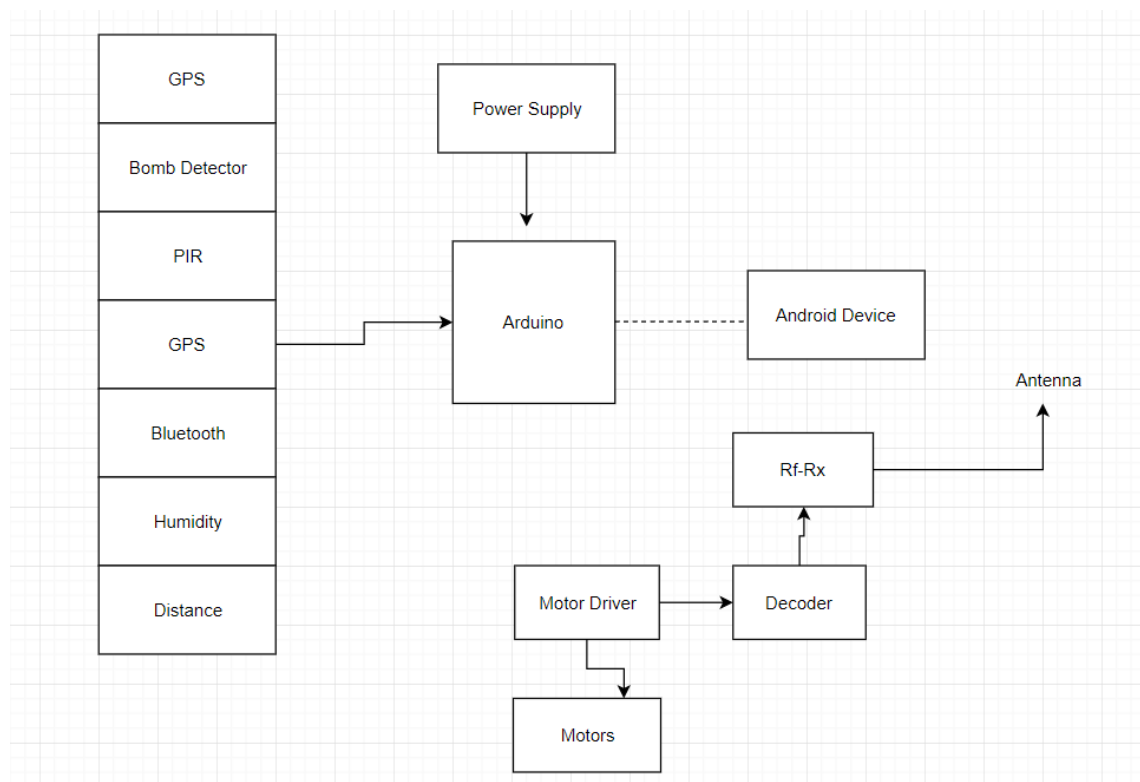 GPS
Bomb Detector
PIR
GPS
Bluetooth
Humidity
Distance
Power Supply
Arduino
Android Device
Antenna
Rf-Rx
Motor Driver
Decoder
Motors